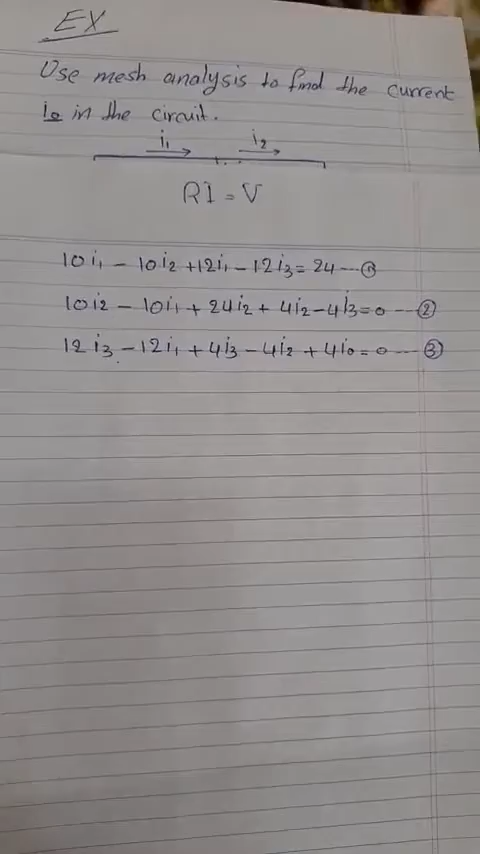 EX
Use mesh analysis to find the current
io in the circuit.
i1 i2
RI = V
10i1 - 10i2 + 12i1 - 12i3 = 24 --- ①
10i2 - 10i1 + 24i2 + 4i2 - 4i3 = 0 --- ②
12i3 - 12i1 + 4i3 - 4i2 + 4io = 0 --- ③